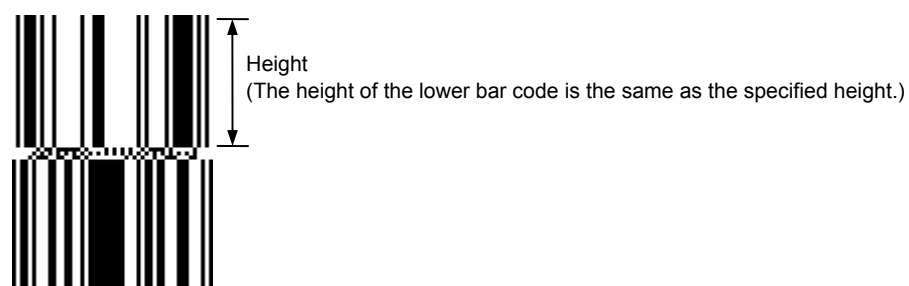 Height
(The height of the lower bar code is the same as the specified height.)